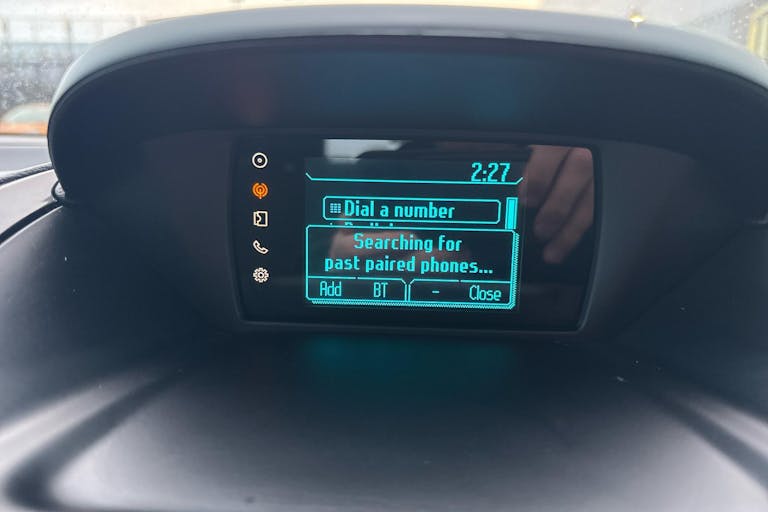 2:27
Dial a number
Searching for
past paired phones...
Add BT - Close